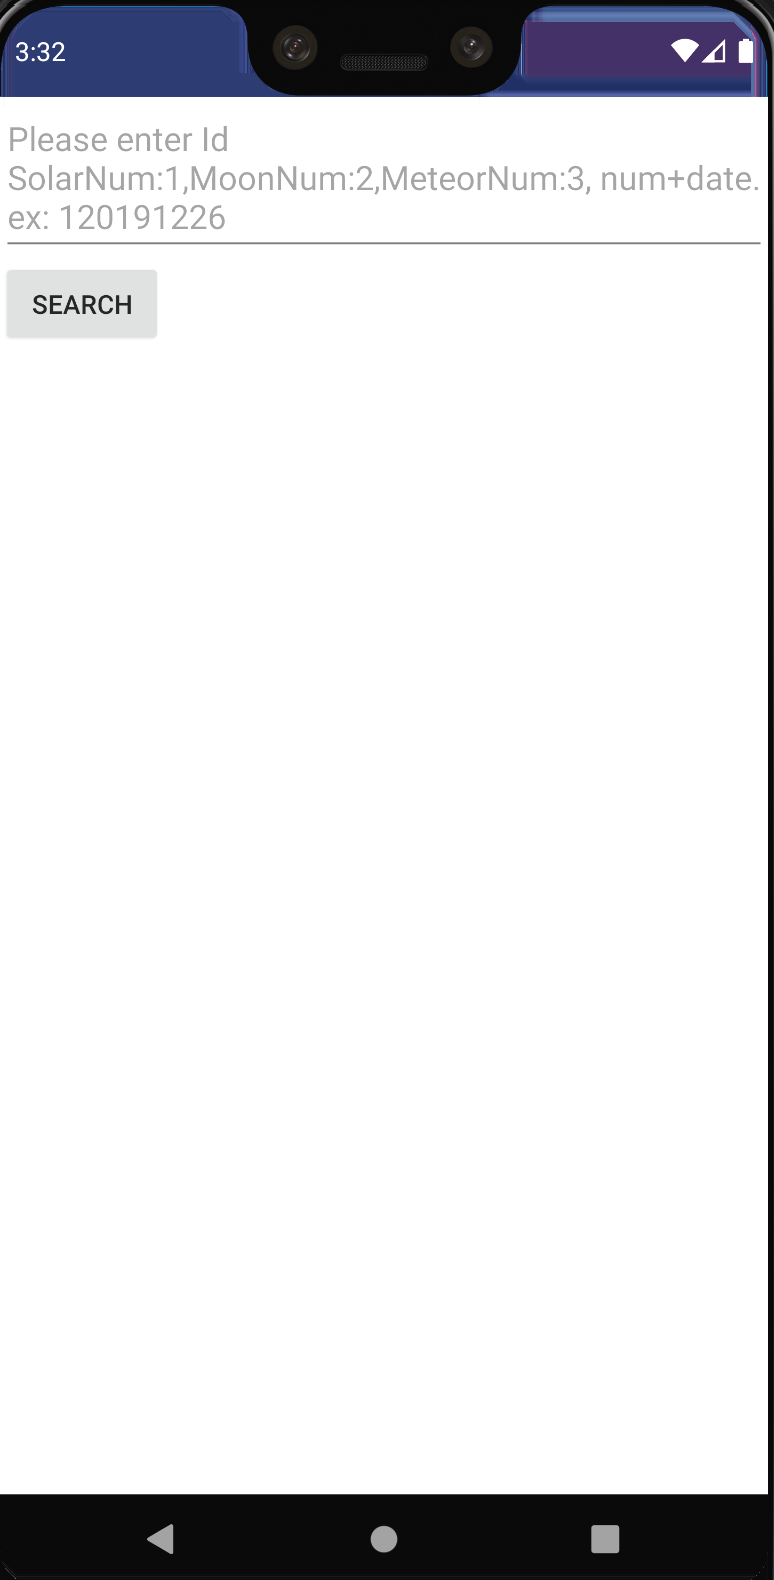 3:32
Please enter Id
SolarNum:1,MoonNum:2,MeteorNum:3, num+date.
ex: 120191226
SEARCH